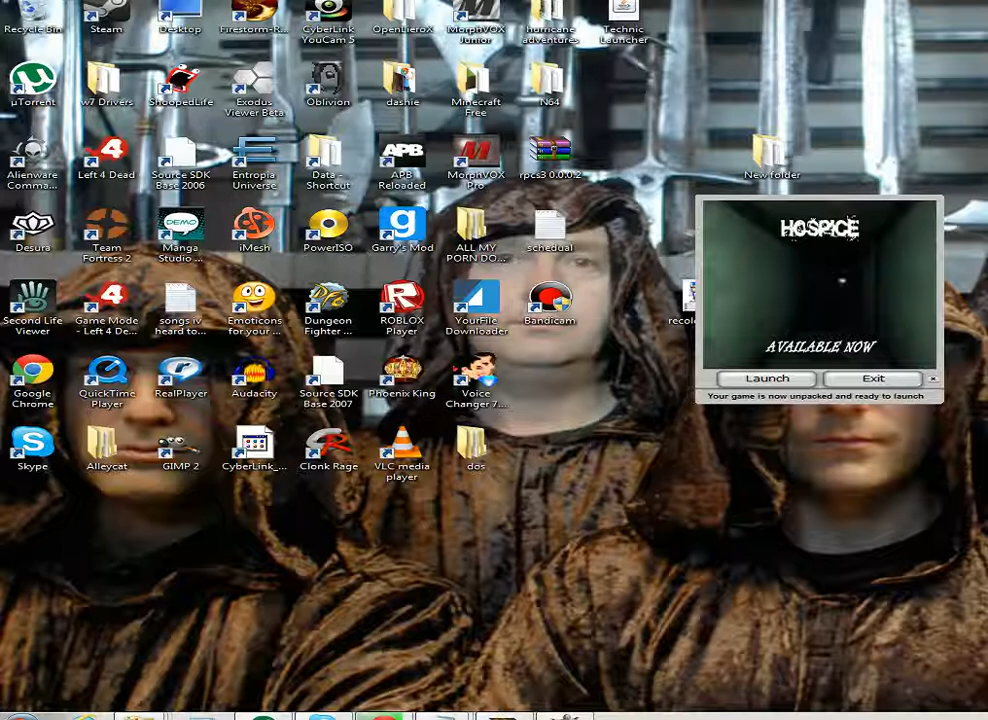 Recycle Bin
Steam
Desktop
Firestorm-R...
CyberLink
YouCam 5
OpenLieroX
MorphVOX
Junior
hurricane
adventures
Technic
Launcher
µTorrent
w7 Drivers
ShoopedLife
Exodus
Viewer Beta
Oblivion
dashie
Minecraft
Free
N64
Alienware
Comma...
Left 4 Dead
Source SDK
Base 2006
Entropia
Universe
Data -
Shortcut
APB
APB
Reloaded
MorphVOX
Pro
rpcs3 0.0.0.2
New folder
Desura
Team
Fortress 2
DEMO
Manga
Studio ...
iMesh
PowerISO
g
Garry's Mod
ALL MY
PORN DO...
schedual
HOSPICE
AVAILABLE NOW
Launch
Exit
Your game is now unpacked and ready to launch
Second Life
Viewer
4
Game Mode
- Left 4 De...
songs iv
heard to...
Emoticons
for your ...
Dungeon
Fighter ...
R
ROBLOX
Player
YourFile
Downloader
Bandicam
recol
Google
Chrome
QuickTime
Player
RealPlayer
Audacity
Source SDK
Base 2007
Phoenix King
Voice
Changer 7...
S
Skype
Alleycat
GIMP 2
CyberLink_...
Clonk Rage
VLC media
player
dos